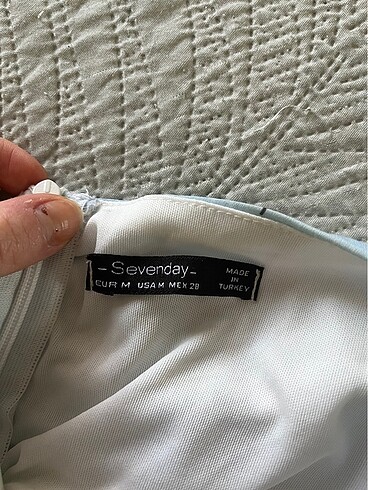 - Sevenday -
EUR M USA M MEX 28
MADE
IN
TURKEY